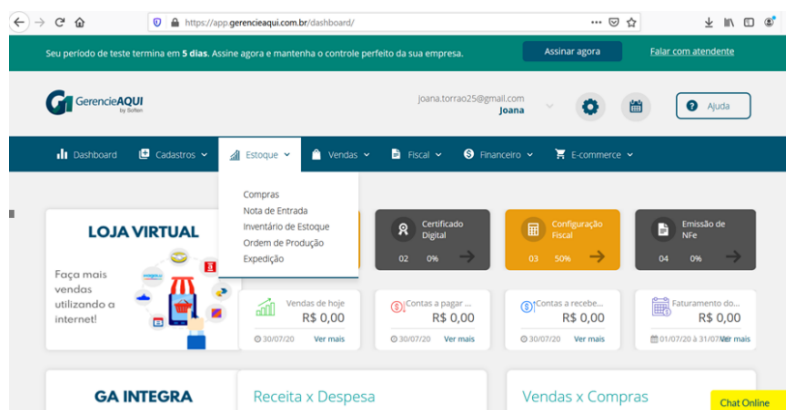 https://app.gerencieaqui.com.br/dashboard/
Seu período de teste termina em 5 dias. Assine agora e mantenha o controle perfeito da sua empresa.
Assinar agora
Falar com atendente
GerencieAQUI
by Soften
joana.torrao25@gmail.com
Joana
Ajuda
Dashboard
Cadastros
Estoque
Vendas
Fiscal
Financeiro
E-commerce
Compras
Nota de Entrada
Inventário de Estoque
Ordem de Produção
Expedição
LOJA VIRTUAL
Faça mais
vendas
utilizando a
internet!
Certificado
Digital
02 0%
Configuração
Fiscal
03 50%
Emissão de
NFe
04 0%
Vendas de hoje
R$ 0,00
30/07/20 Ver mais
Contas a pagar ...
R$ 0,00
30/07/20 Ver mais
Contas a recebe...
R$ 0,00
30/07/20 Ver mais
Faturamento do...
R$ 0,00
01/07/20 à 31/07 Ver mais
GA INTEGRA
Receita x Despesa
Vendas x Compras
Chat Online